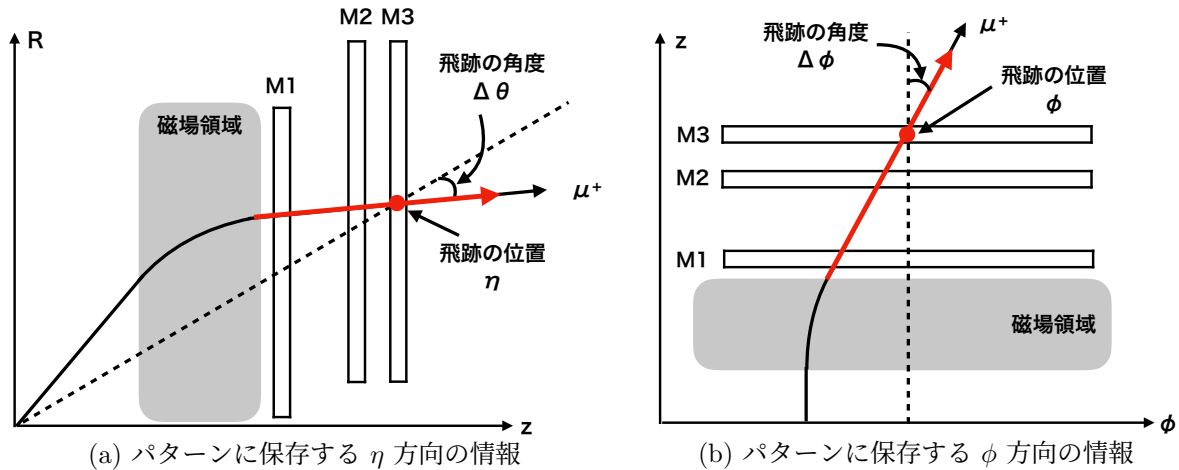 R
M2 M3
M1
磁場領域
飛跡の角度
Δ θ
μ+
飛跡の位置
η
z
(a) パターンに保存する η 方向の情報
z
飛跡の角度
Δ φ
μ+
飛跡の位置
φ
M3
M2
M1
磁場領域
φ
(b) パターンに保存する φ 方向の情報